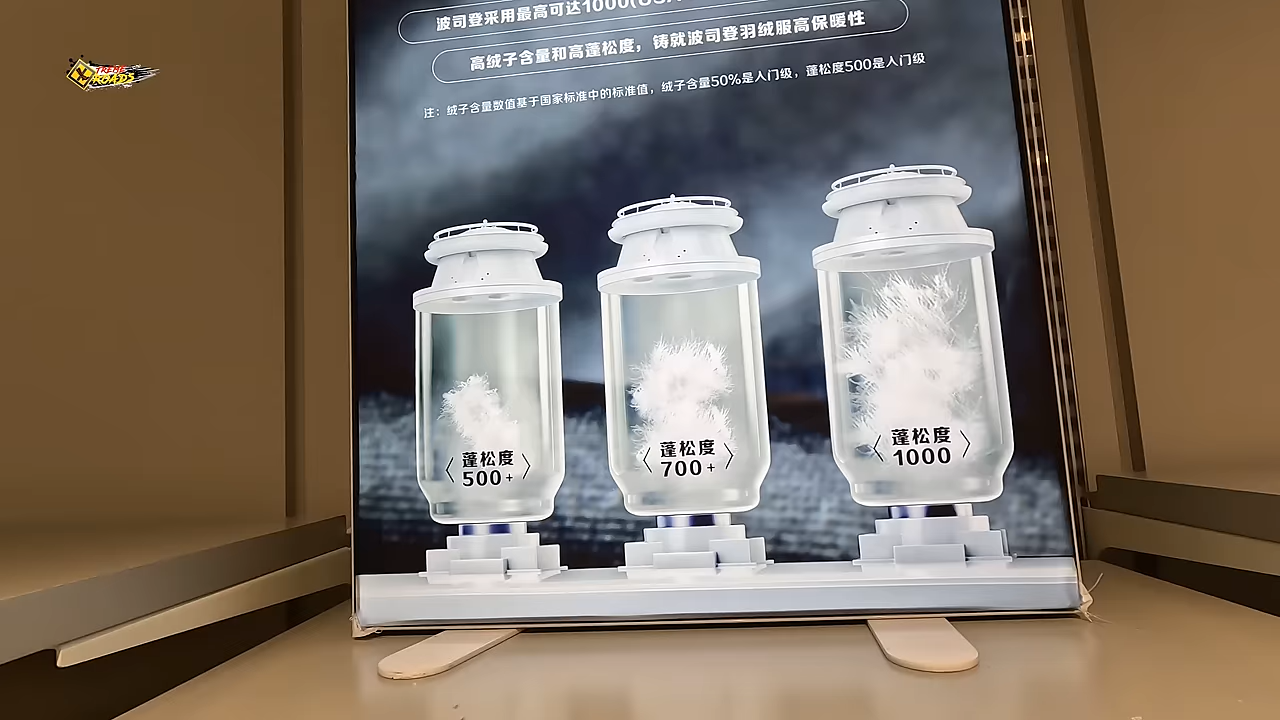 波司登采用最高可达1000(US
高绒子含量和高蓬松度，铸就波司登羽绒服高保暖性
注：绒子含量数值基于国家标准中的标准值，绒子含量50%是入门级，蓬松度500是入门级
蓬松度
500+
蓬松度
700+
蓬松度
1000
ROADS